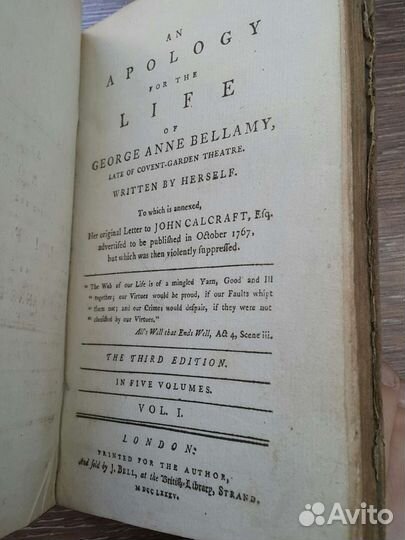 AN
APOLOGY
FOR THE
LIFE
OF
GEORGE ANNE BELLAMY,
LATE OF COVENT-GARDEN THEATRE.
WRITTEN BY HERSELF.
To which is annexed,
Her original Letter to JOHN CALCRAFT, Esq.
advertised to be published in October 1767,
but which was then violently suppressed.
“ The Web of our Life is of a mingled Yarn, Good and Ill
“ together; our Virtues would be proud, if our Faults whipt
“ them not; and our Crimes would despair, if they were not
“ cherished by our Virtues.”
All's Well that Ends Well, Act 4, Scene iii.
THE THIRD EDITION.
IN FIVE VOLUMES.
VOL. I.
LONDON:
PRINTED FOR THE AUTHOR,
And sold by J. BELL, at the British-Library, STRAND.
MDCCLXXXV.
Avito